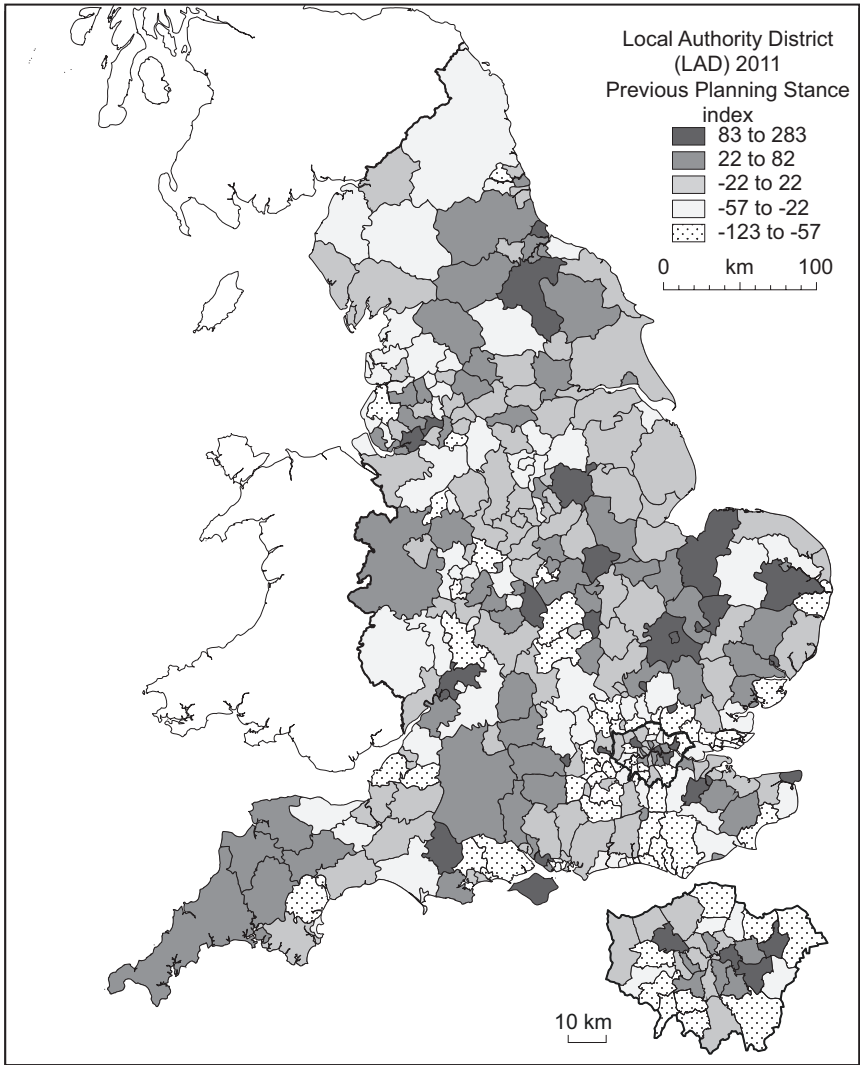 Local Authority District
(LAD) 2011
Previous Planning Stance
index
83 to 283
22 to 82
-22 to 22
-57 to -22
-123 to -57
0 km 100
10 km